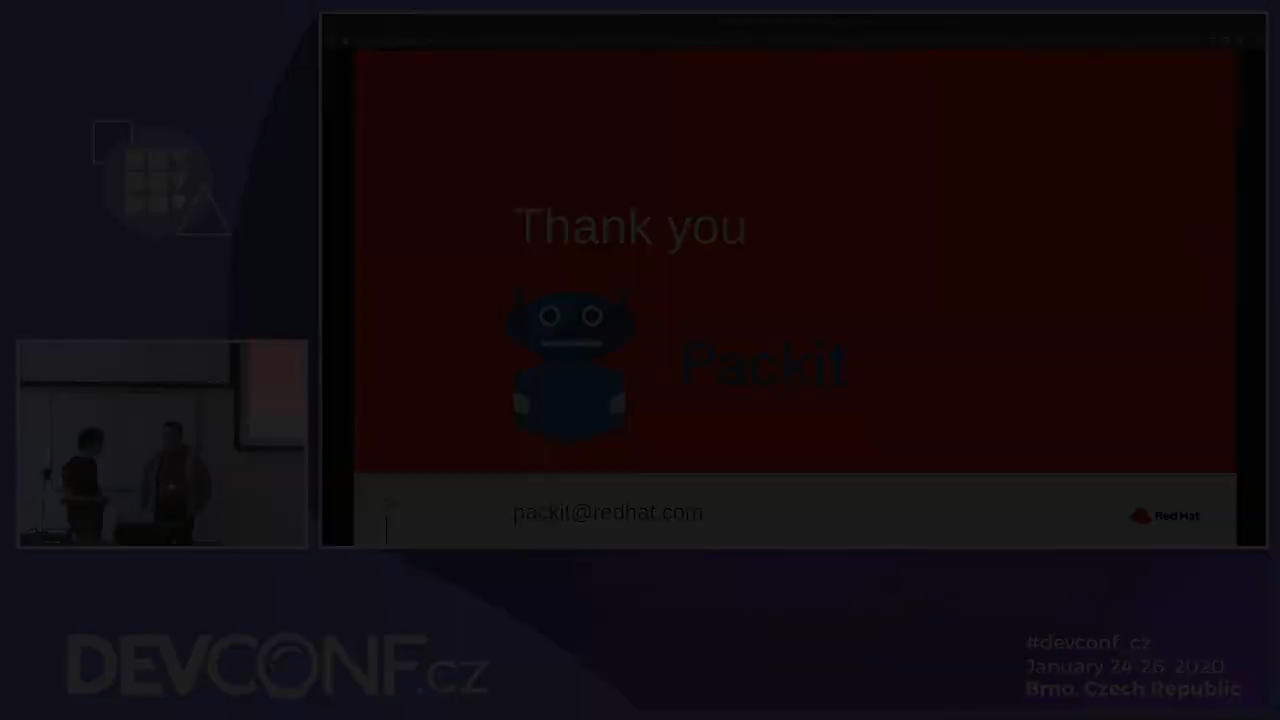 Thank you
Packit
packit@redhat.com
Red Hat
DEVCONF.cz
#devconf_cz
January 24-26, 2020
Brno, Czech Republic